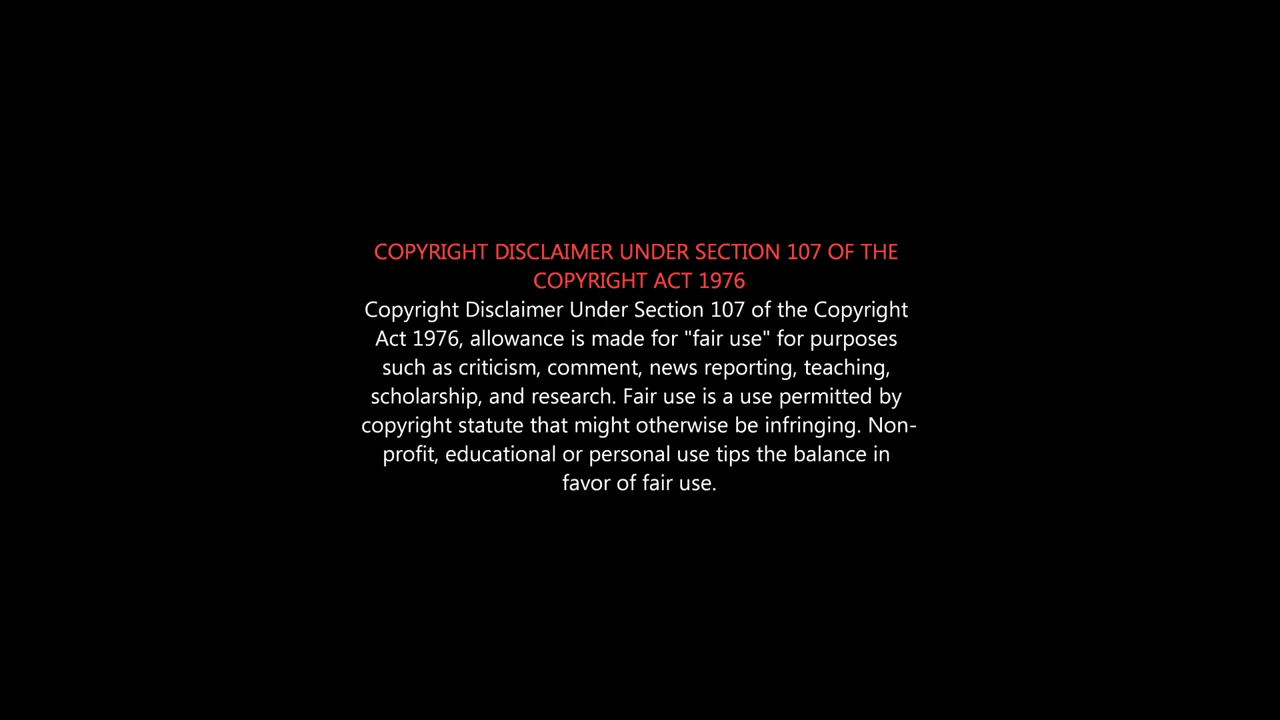 COPYRIGHT DISCLAIMER UNDER SECTION 107 OF THE
COPYRIGHT ACT 1976
Copyright Disclaimer Under Section 107 of the Copyright
Act 1976, allowance is made for "fair use" for purposes
such as criticism, comment, news reporting, teaching,
scholarship, and research. Fair use is a use permitted by
copyright statute that might otherwise be infringing. Non-
profit, educational or personal use tips the balance in
favor of fair use.